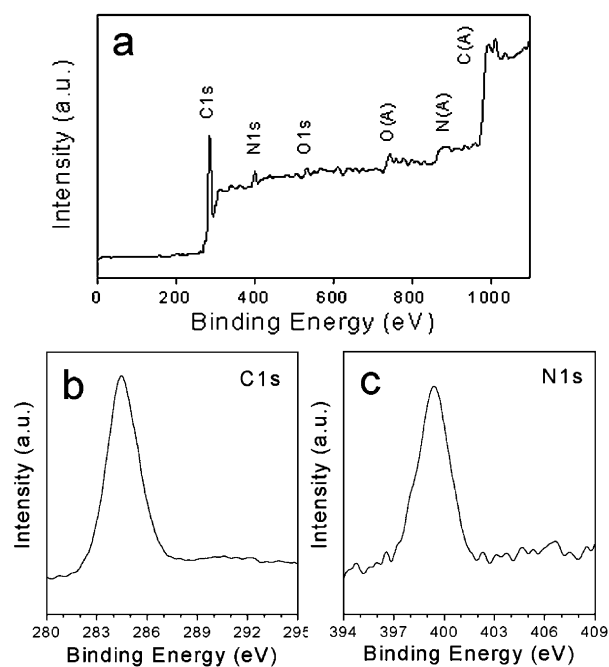 a
C1s
N1s
O1s
O(A)
N(A)
C(A)
Intensity (a.u.)
0 200 400 600 800 1000
Binding Energy (eV)
b
C1s
Intensity (a.u.)
280 283 286 289 292 295
Binding Energy (eV)
c
N1s
Intensity (a.u.)
394 397 400 403 406 409
Binding Energy (eV)